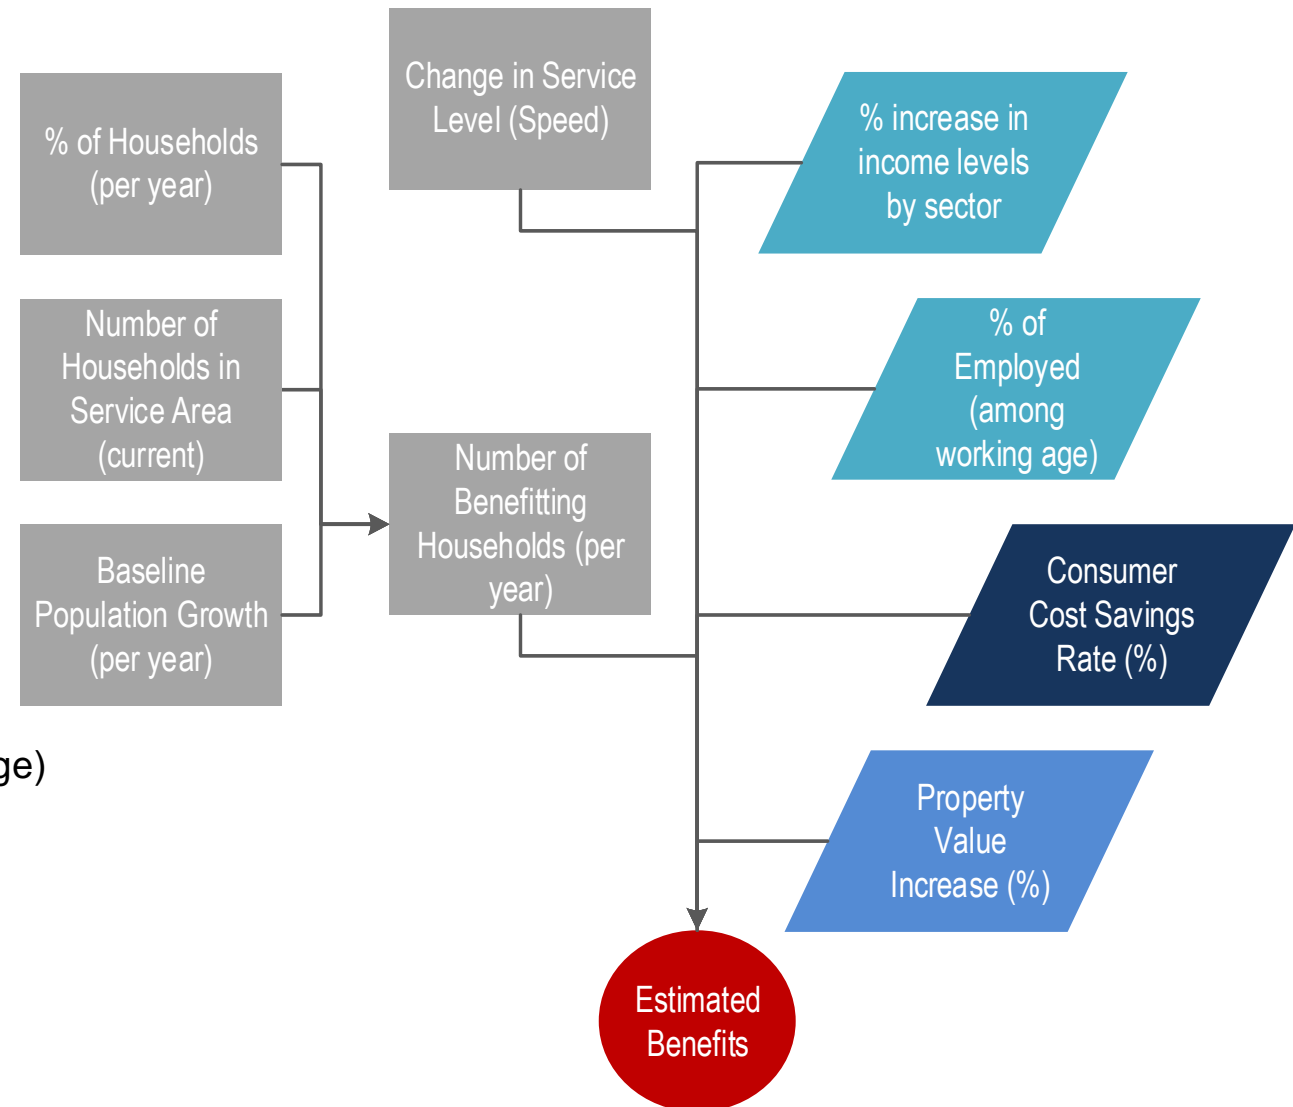 Change in Service
Level (Speed)
% of Households
(per year)
% increase in
income levels
by sector
Number of
Households in
Service Area
(current)
% of
Employed
(among
working age)
Number of
Benefitting
Households (per
year)
Baseline
Population Growth
(per year)
Consumer
Cost Savings
Rate (%)
ge)
Property
Value
Increase (%)
Estimated
Benefits